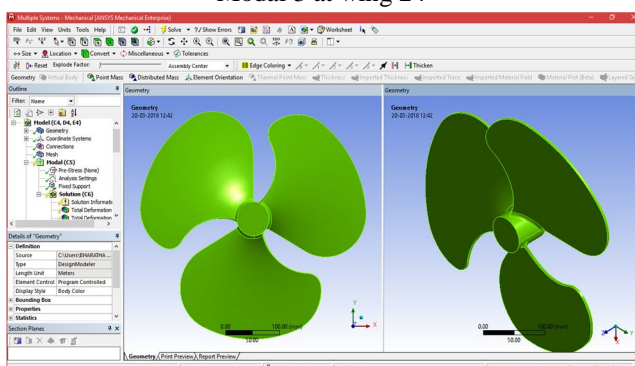 Multiple Systems - Mechanical [ANSYS Mechanical Enterprise]
File Edit View Units Tools Help Solve ?/ Show Errors Worksheet
Size Location Convert Miscellaneous Tolerances
Reset Explode Factor: Assembly Center Edge Coloring Thicken
Geometry Virtual Body Point Mass Distributed Mass Element Orientation Thermal Point Mass Imported Thickness Imported Trace Imported Material Field Material Plot (Beta) Layered Se
Outline
Filter: Name
Model (C4, D4, E4)
Geometry
Coordinate Systems
Connections
Mesh
Modal (C5)
Pre-Stress (None)
Analysis Settings
Fixed Support
Solution (C6)
Solution Informati
Total Deformation
Total Deformation
Details of "Geometry"
Definition
Source C:\Users\BHARATHA ...
Type DesignModeler
Length Unit Meters
Element Control Program Controlled
Display Style Body Color
Bounding Box
Properties
Statistics
Section Planes
Geometry
Geometry
20-05-2018 12:42
0.00 100.00 (mm)
50.00
Y
X
Geometry
Geometry
20-05-2018 12:42
0.00 100.00 (mm)
50.00
Y
X
Geometry Print Preview Report Preview